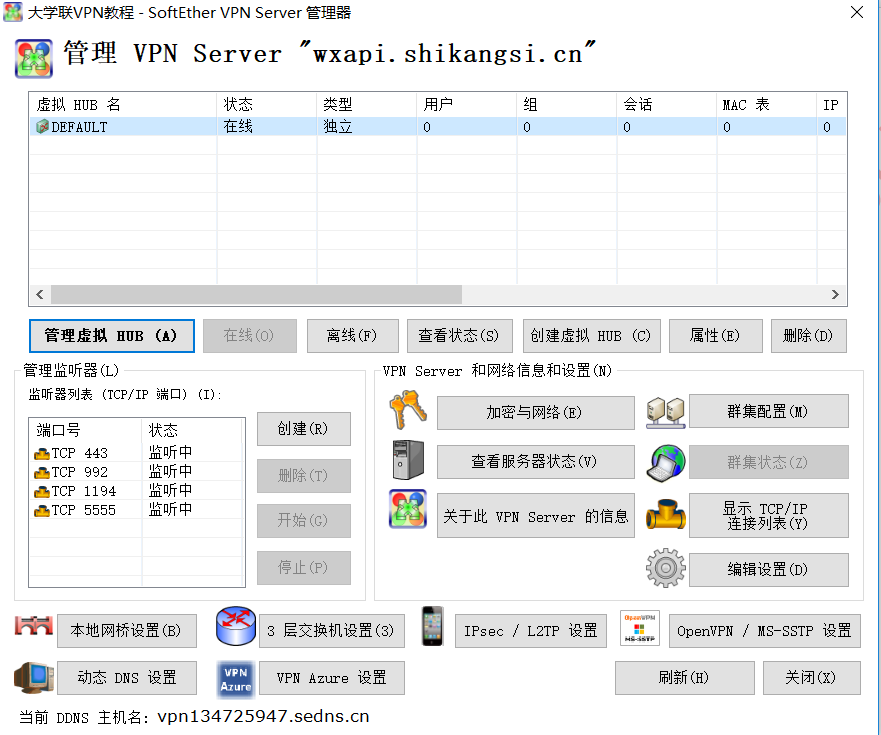 大学联VPN教程 - SoftEther VPN Server 管理器
管理 VPN Server "wxapi.shikangsi.cn"
虚拟 HUB 名 状态 类型 用户 组 会话 MAC 表 IP
DEFAULT 在线 独立 0 0 0 0 0
管理虚拟 HUB (A) 在线(O) 离线(F) 查看状态(S) 创建虚拟 HUB (C) 属性(E) 删除(D)
管理监听器(L)
监听器列表 (TCP/IP 端口) (I):
端口号 状态
TCP 443 监听中
TCP 992 监听中
TCP 1194 监听中
TCP 5555 监听中
创建(R)
删除(T)
开始(G)
停止(P)
VPN Server 和网络信息和设置(N)
加密与网络(E) 群集配置(M)
查看服务器状态(V) 群集状态(Z)
关于此 VPN Server 的信息 显示 TCP/IP
连接列表(Y)
编辑设置(D)
本地网桥设置(B) 3 层交换机设置(3) IPsec / L2TP 设置 OpenVPN MS-SSTP OpenVPN / MS-SSTP 设置
动态 DNS 设置 VPN Azure VPN Azure 设置 刷新(H) 关闭(X)
当前 DDNS 主机名: vpn134725947.sedns.cn